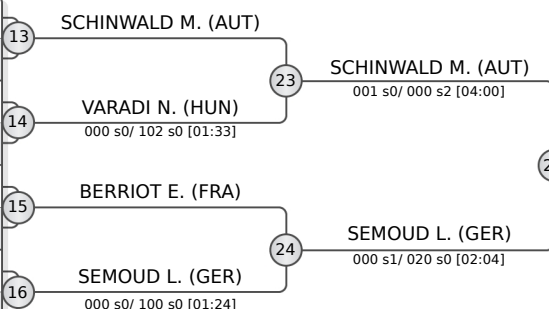 SCHINWALD M. (AUT)
13
SCHINWALD M. (AUT)
23
001 s0/ 000 s2 [04:00]
VARADI N. (HUN)
14
000 s0/ 102 s0 [01:33]
BERRIOT E. (FRA)
15
SEMOUD L. (GER)
24
000 s1/ 020 s0 [02:04]
SEMOUD L. (GER)
16
000 s0/ 100 s0 [01:24]